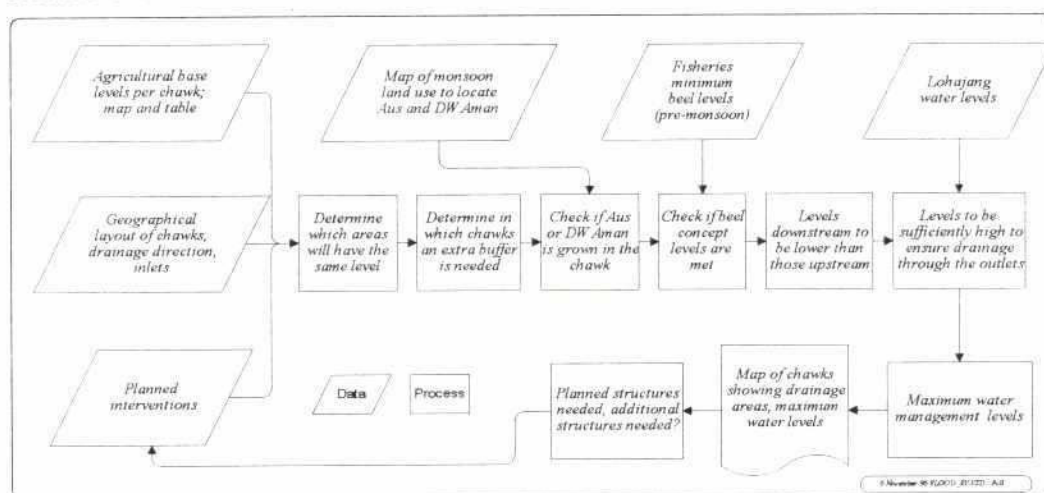 Agricultural base
levels per chawk;
map and table
Map of monsoon
land use to locate
Aus and DW Aman
Fisheries
minimum
beel levels
(pre-monsoon)
Lohajang
water levels
Geographical
layout of chawks,
drainage direction,
inlets
Determine
which areas
will have the
same level
Determine in
which chawks
an extra buffer
is needed
Check if Aus
or DW Aman
is grown in the
chawk
Check if beel
concept
levels are
met
Levels
downstream to
be lower than
those upstream
Levels to be
sufficiently high to
ensure drainage
through the outlets
Planned
interventions
Data
Process
Planned structures
needed, additional
structures needed?
Map of chawks
showing drainage
areas, maximum
water levels
Maximum water
management levels
November 96